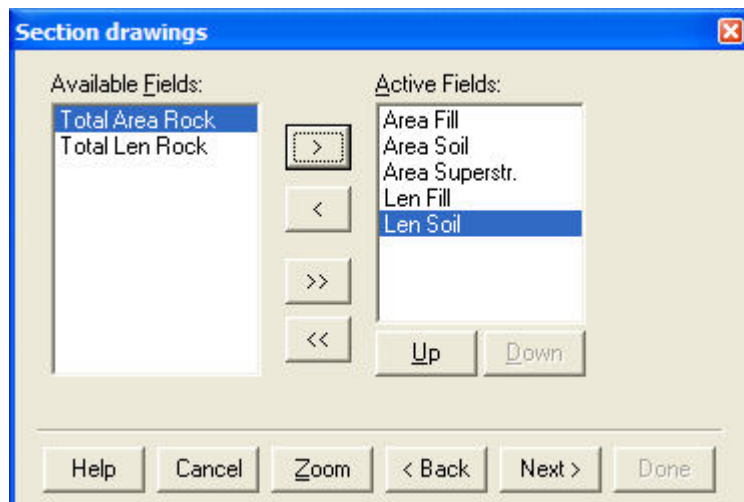 Section drawings
Available Fields:
Total Area Rock
Total Len Rock
>
<
>>
<<
Active Fields:
Area Fill
Area Soil
Area Superstr.
Len Fill
Len Soil
Up
Down
Help
Cancel
Zoom
< Back
Next >
Done